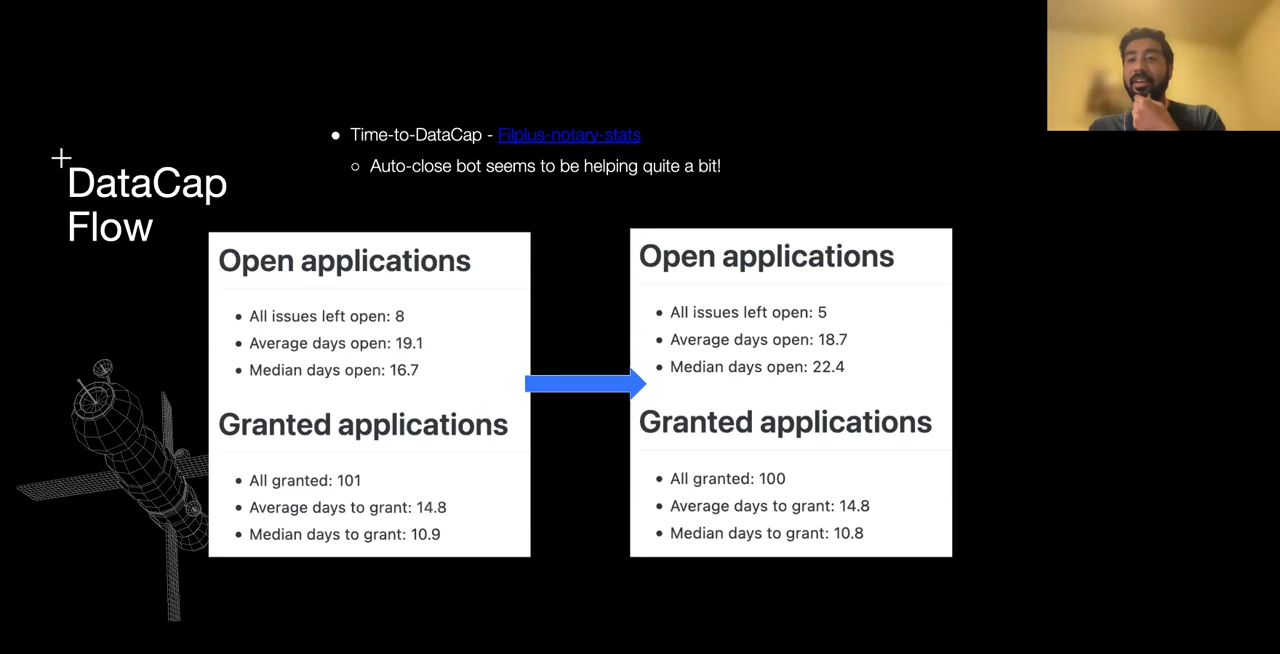 Time-to-DataCap - Filplus-notary-stats
Auto-close bot seems to be helping quite a bit!
DataCap
Flow
Open applications
All issues left open: 8
Average days open: 19.1
Median days open: 16.7
Granted applications
All granted: 101
Average days to grant: 14.8
Median days to grant: 10.9
Open applications
All issues left open: 5
Average days open: 18.7
Median days open: 22.4
Granted applications
All granted: 100
Average days to grant: 14.8
Median days to grant: 10.8